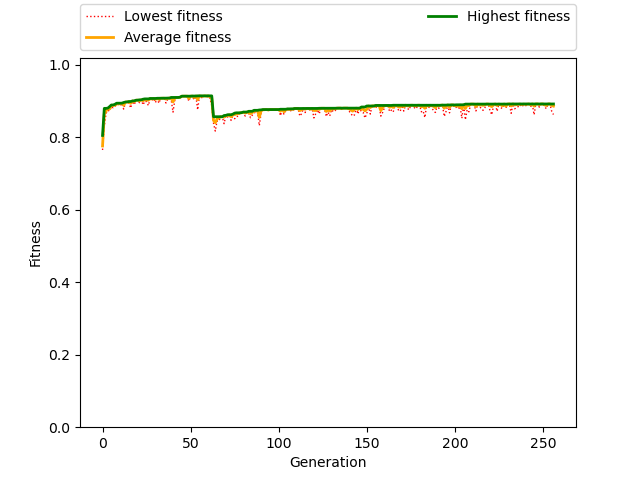 Lowest fitness
Average fitness
Highest fitness
1.0
0.8
0.6
0.4
0.2
0.0
Fitness
0 50 100 150 200 250
Generation